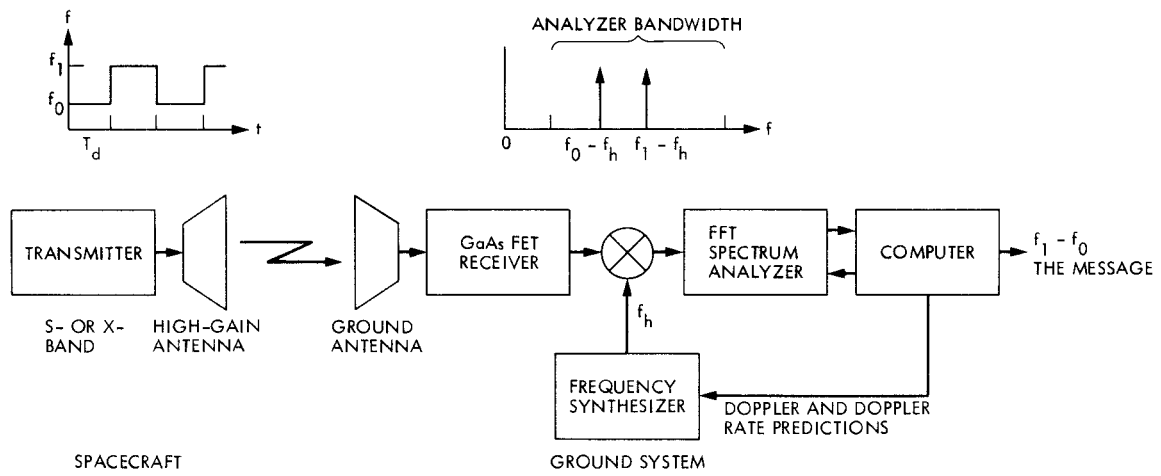 f
f1
f0
Td
t
ANALYZER BANDWIDTH
0
f0 - fh
f1 - fh
f
TRANSMITTER
GaAs FET
RECEIVER
FFT
SPECTRUM
ANALYZER
COMPUTER
f1 - f0
THE MESSAGE
S- OR X-
BAND
HIGH-GAIN
ANTENNA
GROUND
ANTENNA
fh
FREQUENCY
SYNTHESIZER
DOPPLER AND DOPPLER
RATE PREDICTIONS
SPACECRAFT
GROUND SYSTEM